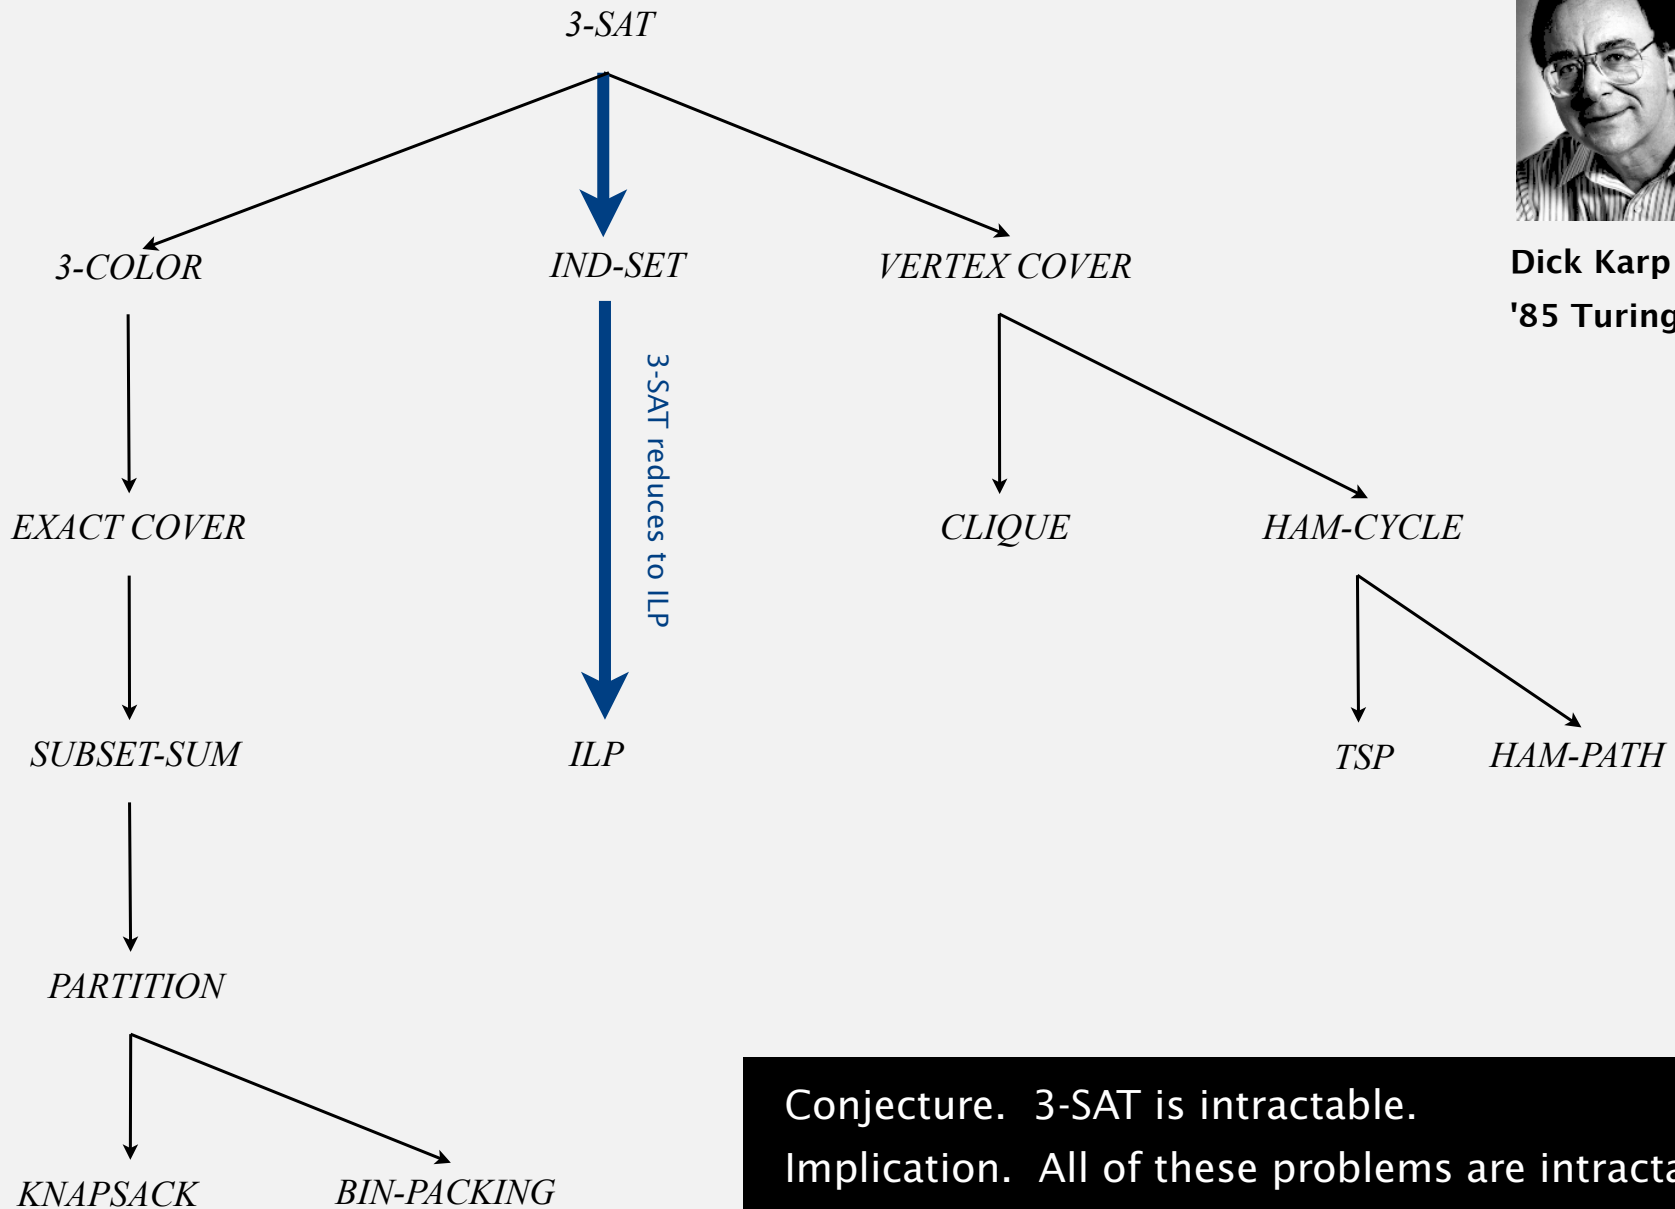 3-SAT
3-COLOR
IND-SET
VERTEX COVER
Dick Karp
'85 Turing
3-SAT reduces to ILP
EXACT COVER
CLIQUE
HAM-CYCLE
SUBSET-SUM
ILP
TSP
HAM-PATH
PARTITION
Conjecture. 3-SAT is intractable.
Implication. All of these problems are
KNAPSACK
BIN-PACKING